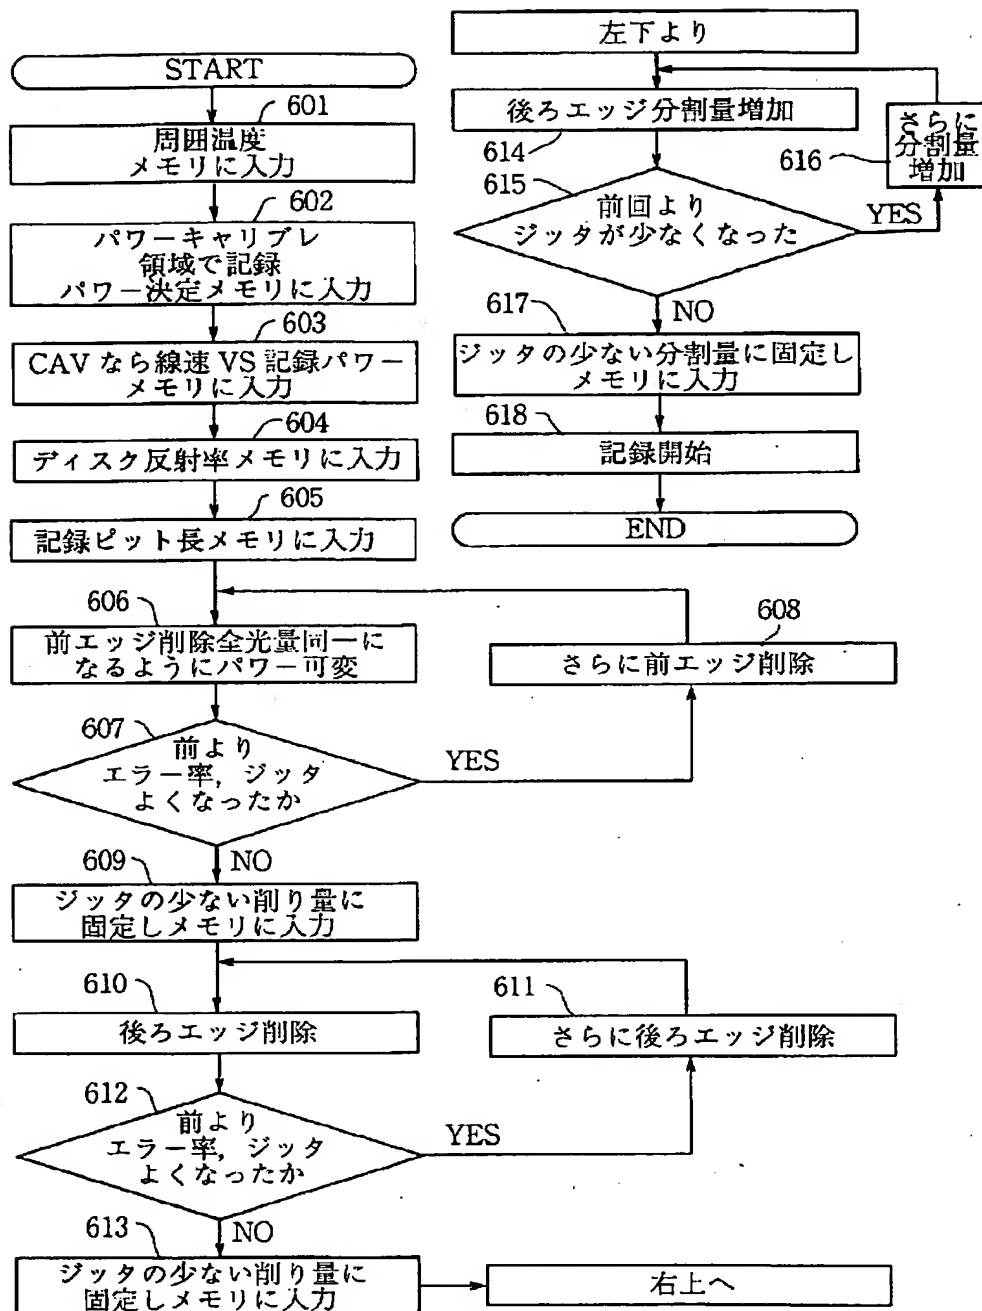 START
601
周囲温度
メモリに入力
602
パワーキャリブレ
領域で記録
パワー決定メモリに入力
603
CAVなら線速VS記録パワー
メモリに入力
604
ディスク反射率メモリに入力
605
記録ピット長メモリに入力
606
前エッジ削除全光量同一に
なるようにパワー可変
608
さらに前エッジ削除
607
前より
エラー率，ジッタ
よくなったか
YES
NO
609
ジッタの少ない削り量に
固定しメモリに入力
610
後ろエッジ削除
611
さらに後ろエッジ削除
612
前より
エラー率，ジッタ
よくなったか
YES
NO
613
ジッタの少ない削り量に
固定しメモリに入力
右上へ
左下より
後ろエッジ分割量増加
614
616
さらに
分割量
増加
615
前回より
ジッタが少なくなった
YES
NO
617
ジッタの少ない分割量に固定し
メモリに入力
618
記録開始
END